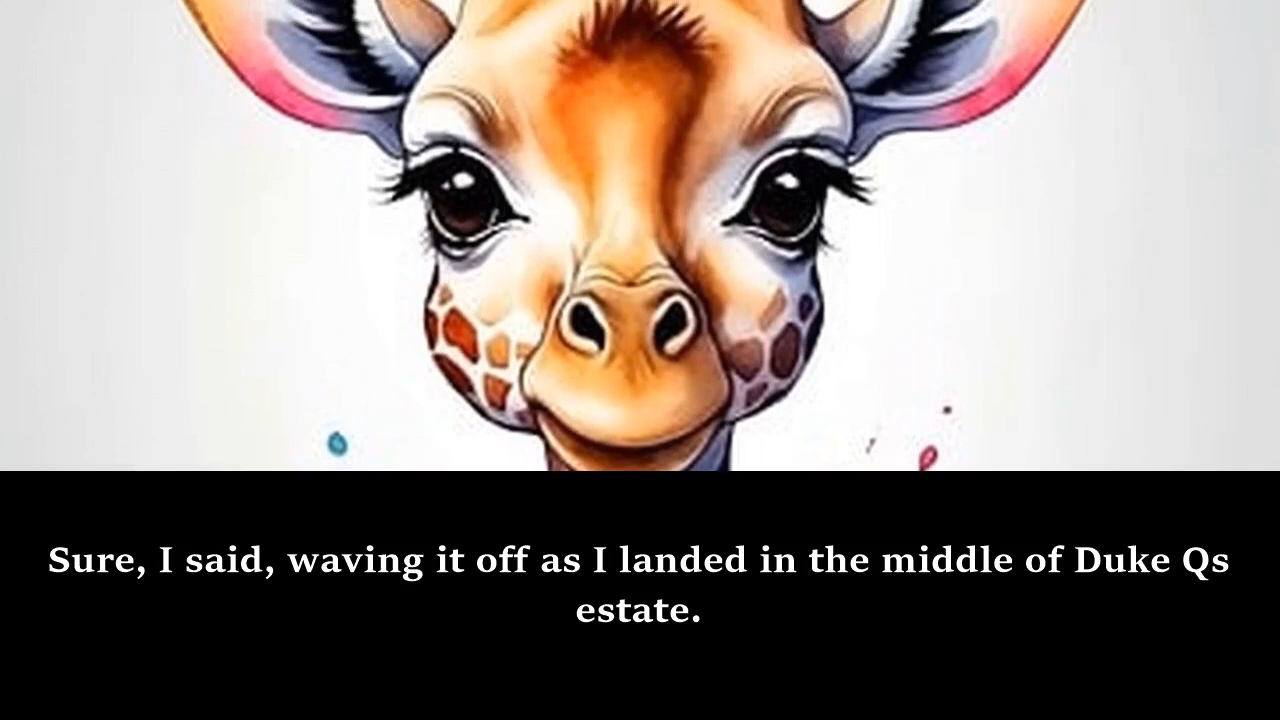 Sure, I said, waving it off as I landed in the middle of Duke Qs
estate.